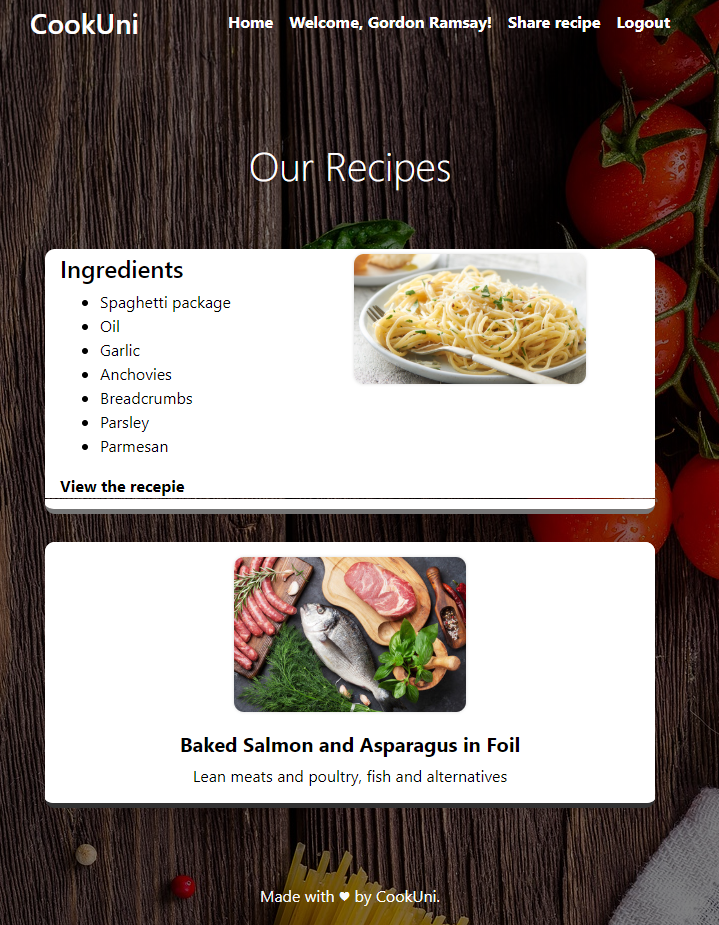 CookUni
Home Welcome, Gordon Ramsay! Share recipe Logout
Our Recipes
Ingredients
Spaghetti package
Oil
Garlic
Anchovies
Breadcrumbs
Parsley
Parmesan
View the recepie
Baked Salmon and Asparagus in Foil
Lean meats and poultry, fish and alternatives
Made with ♥ by CookUni.